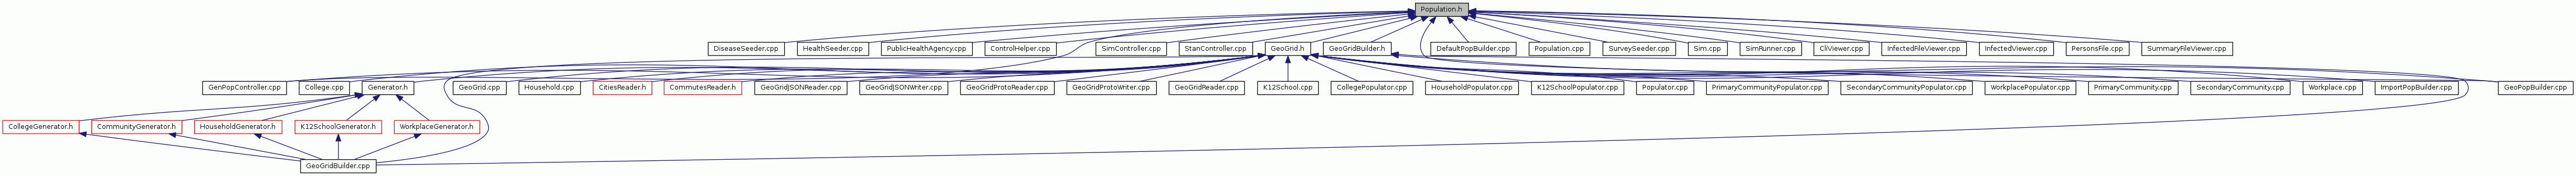 Population.h
DiseaseSeeder.cpp
HealthSeeder.cpp
PublicHealthAgency.cpp
ControlHelper.cpp
SimController.cpp
StanController.cpp
GeoGrid.h
GeoGridBuilder.h
DefaultPopBuilder.cpp
Population.cpp
SurveySeeder.cpp
Sim.cpp
SimRunner.cpp
CliViewer.cpp
InfectedFileViewer.cpp
InfectedViewer.cpp
PersonsFile.cpp
SummaryFileViewer.cpp
GenPopController.cpp
College.cpp
Generator.h
GeoGrid.cpp
Household.cpp
CitiesReader.h
CommutesReader.h
GeoGridJSONReader.cpp
GeoGridJSONWriter.cpp
GeoGridProtoReader.cpp
GeoGridProtoWriter.cpp
GeoGridReader.cpp
K12School.cpp
CollegePopulator.cpp
HouseholdPopulator.cpp
K12SchoolPopulator.cpp
Populator.cpp
PrimaryCommunityPopulator.cpp
SecondaryCommunityPopulator.cpp
WorkplacePopulator.cpp
PrimaryCommunity.cpp
SecondaryCommunity.cpp
Workplace.cpp
ImportPopBuilder.cpp
GeoPopBuilder.cpp
CollegeGenerator.h
CommunityGenerator.h
HouseholdGenerator.h
K12SchoolGenerator.h
WorkplaceGenerator.h
GeoGridBuilder.cpp